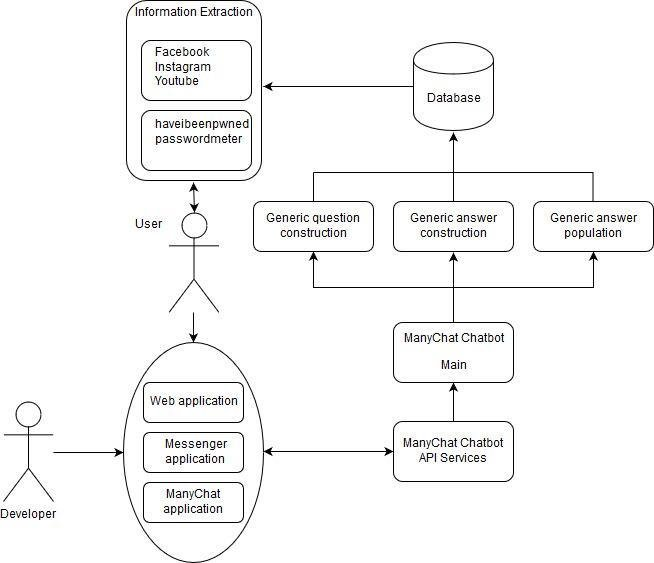 Information Extraction
Facebook
Instagram
Youtube
haveibeenpwned
passwordmeter
Database
User
Generic question
construction
Generic answer
construction
Generic answer
population
ManyChat Chatbot
Main
Web application
Messenger
application
ManyChat
application
ManyChat Chatbot
API Services
Developer